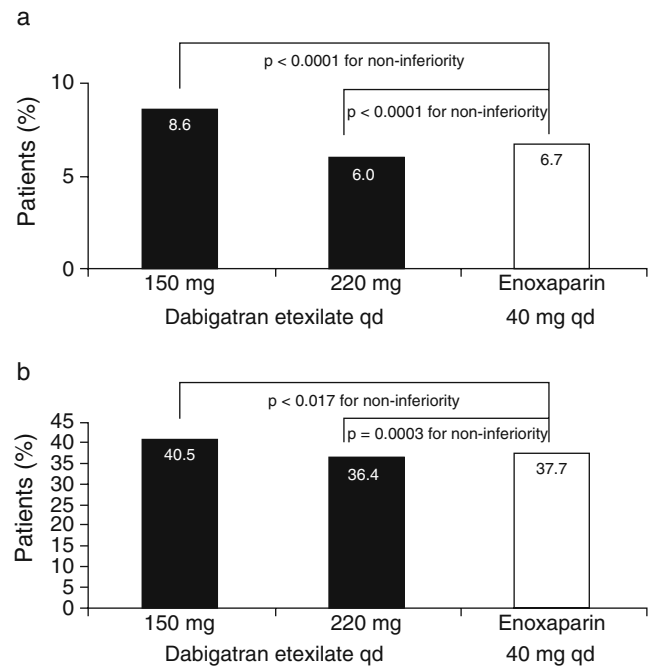 a
p < 0.0001 for non-inferiority
p < 0.0001 for non-inferiority
Patients (%)
10
5
0
8.6
6.0
6.7
150 mg
220 mg
Enoxaparin
Dabigatran etexilate qd
40 mg qd
b
p < 0.017 for non-inferiority
p = 0.0003 for non-inferiority
Patients (%)
45
40
35
30
25
20
15
10
5
0
40.5
36.4
37.7
150 mg
220 mg
Enoxaparin
Dabigatran etexilate qd
40 mg qd